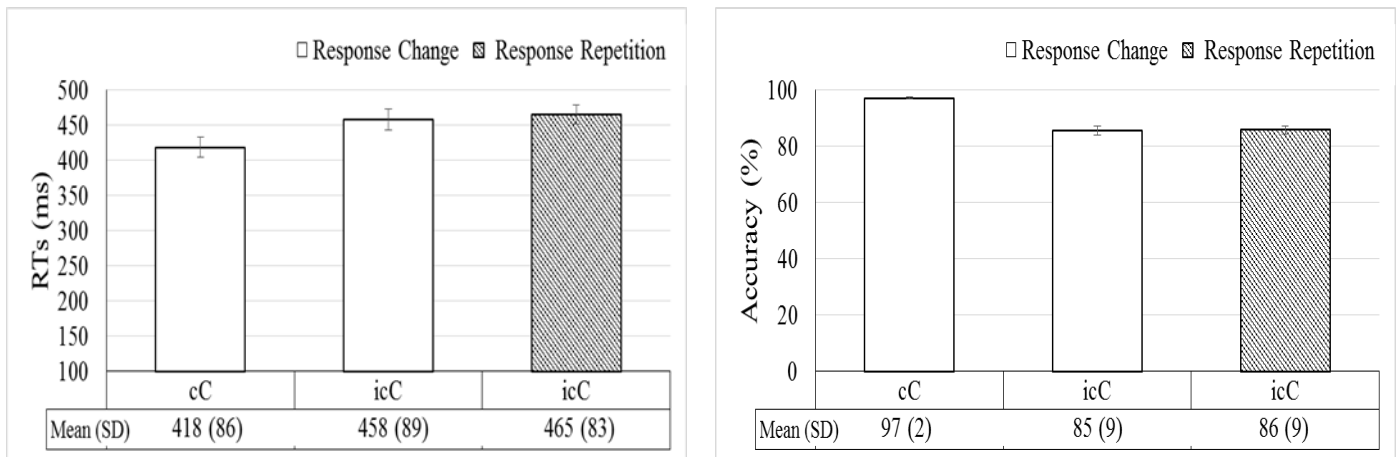 Response Change Response Repetition
RTs (ms)
500
450
400
350
300
250
200
150
100
cC icC icC
Mean (SD) 418 (86) 458 (89) 465 (83)
Response Change Response Repetition
Accuracy (%)
100
80
60
40
20
0
cC icC icC
Mean (SD) 97 (2) 85 (9) 86 (9)